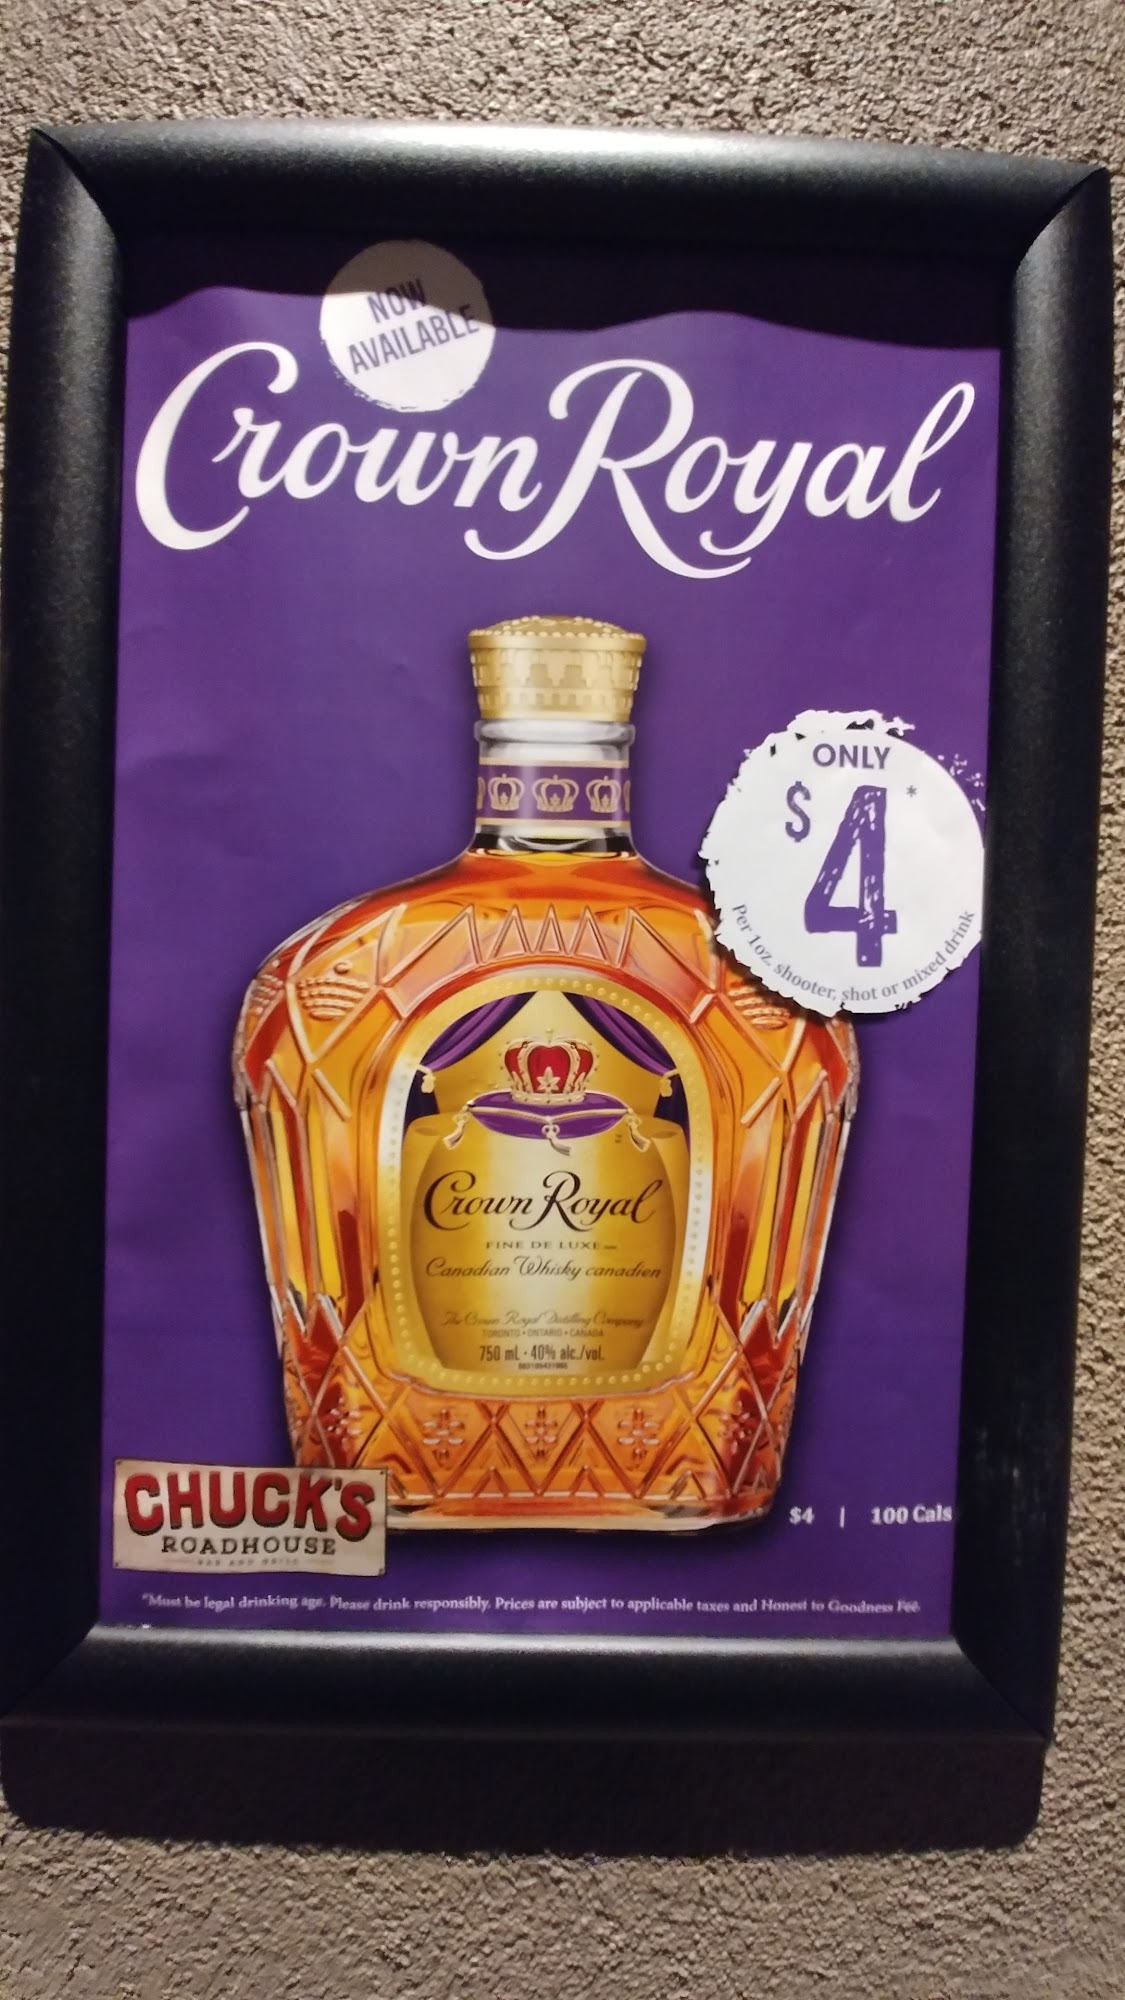 NOW
AVAILABLE
Crown Royal
ONLY
$4*
Per 1oz. shooter, shot or mixed drink
Crown Royal
FINE DE LUXE
Canadian Whisky canadien
The Crown Royal Distilling Company
TORONTO • ONTARIO • CANADA
750 mL · 40% alc./vol.
CHUCK'S
ROADHOUSE
BAR AND GRILL
$4 | 100 Cals
*Must be legal drinking age. Please drink responsibly. Prices are subject to applicable taxes and Honest to Goodness Fee